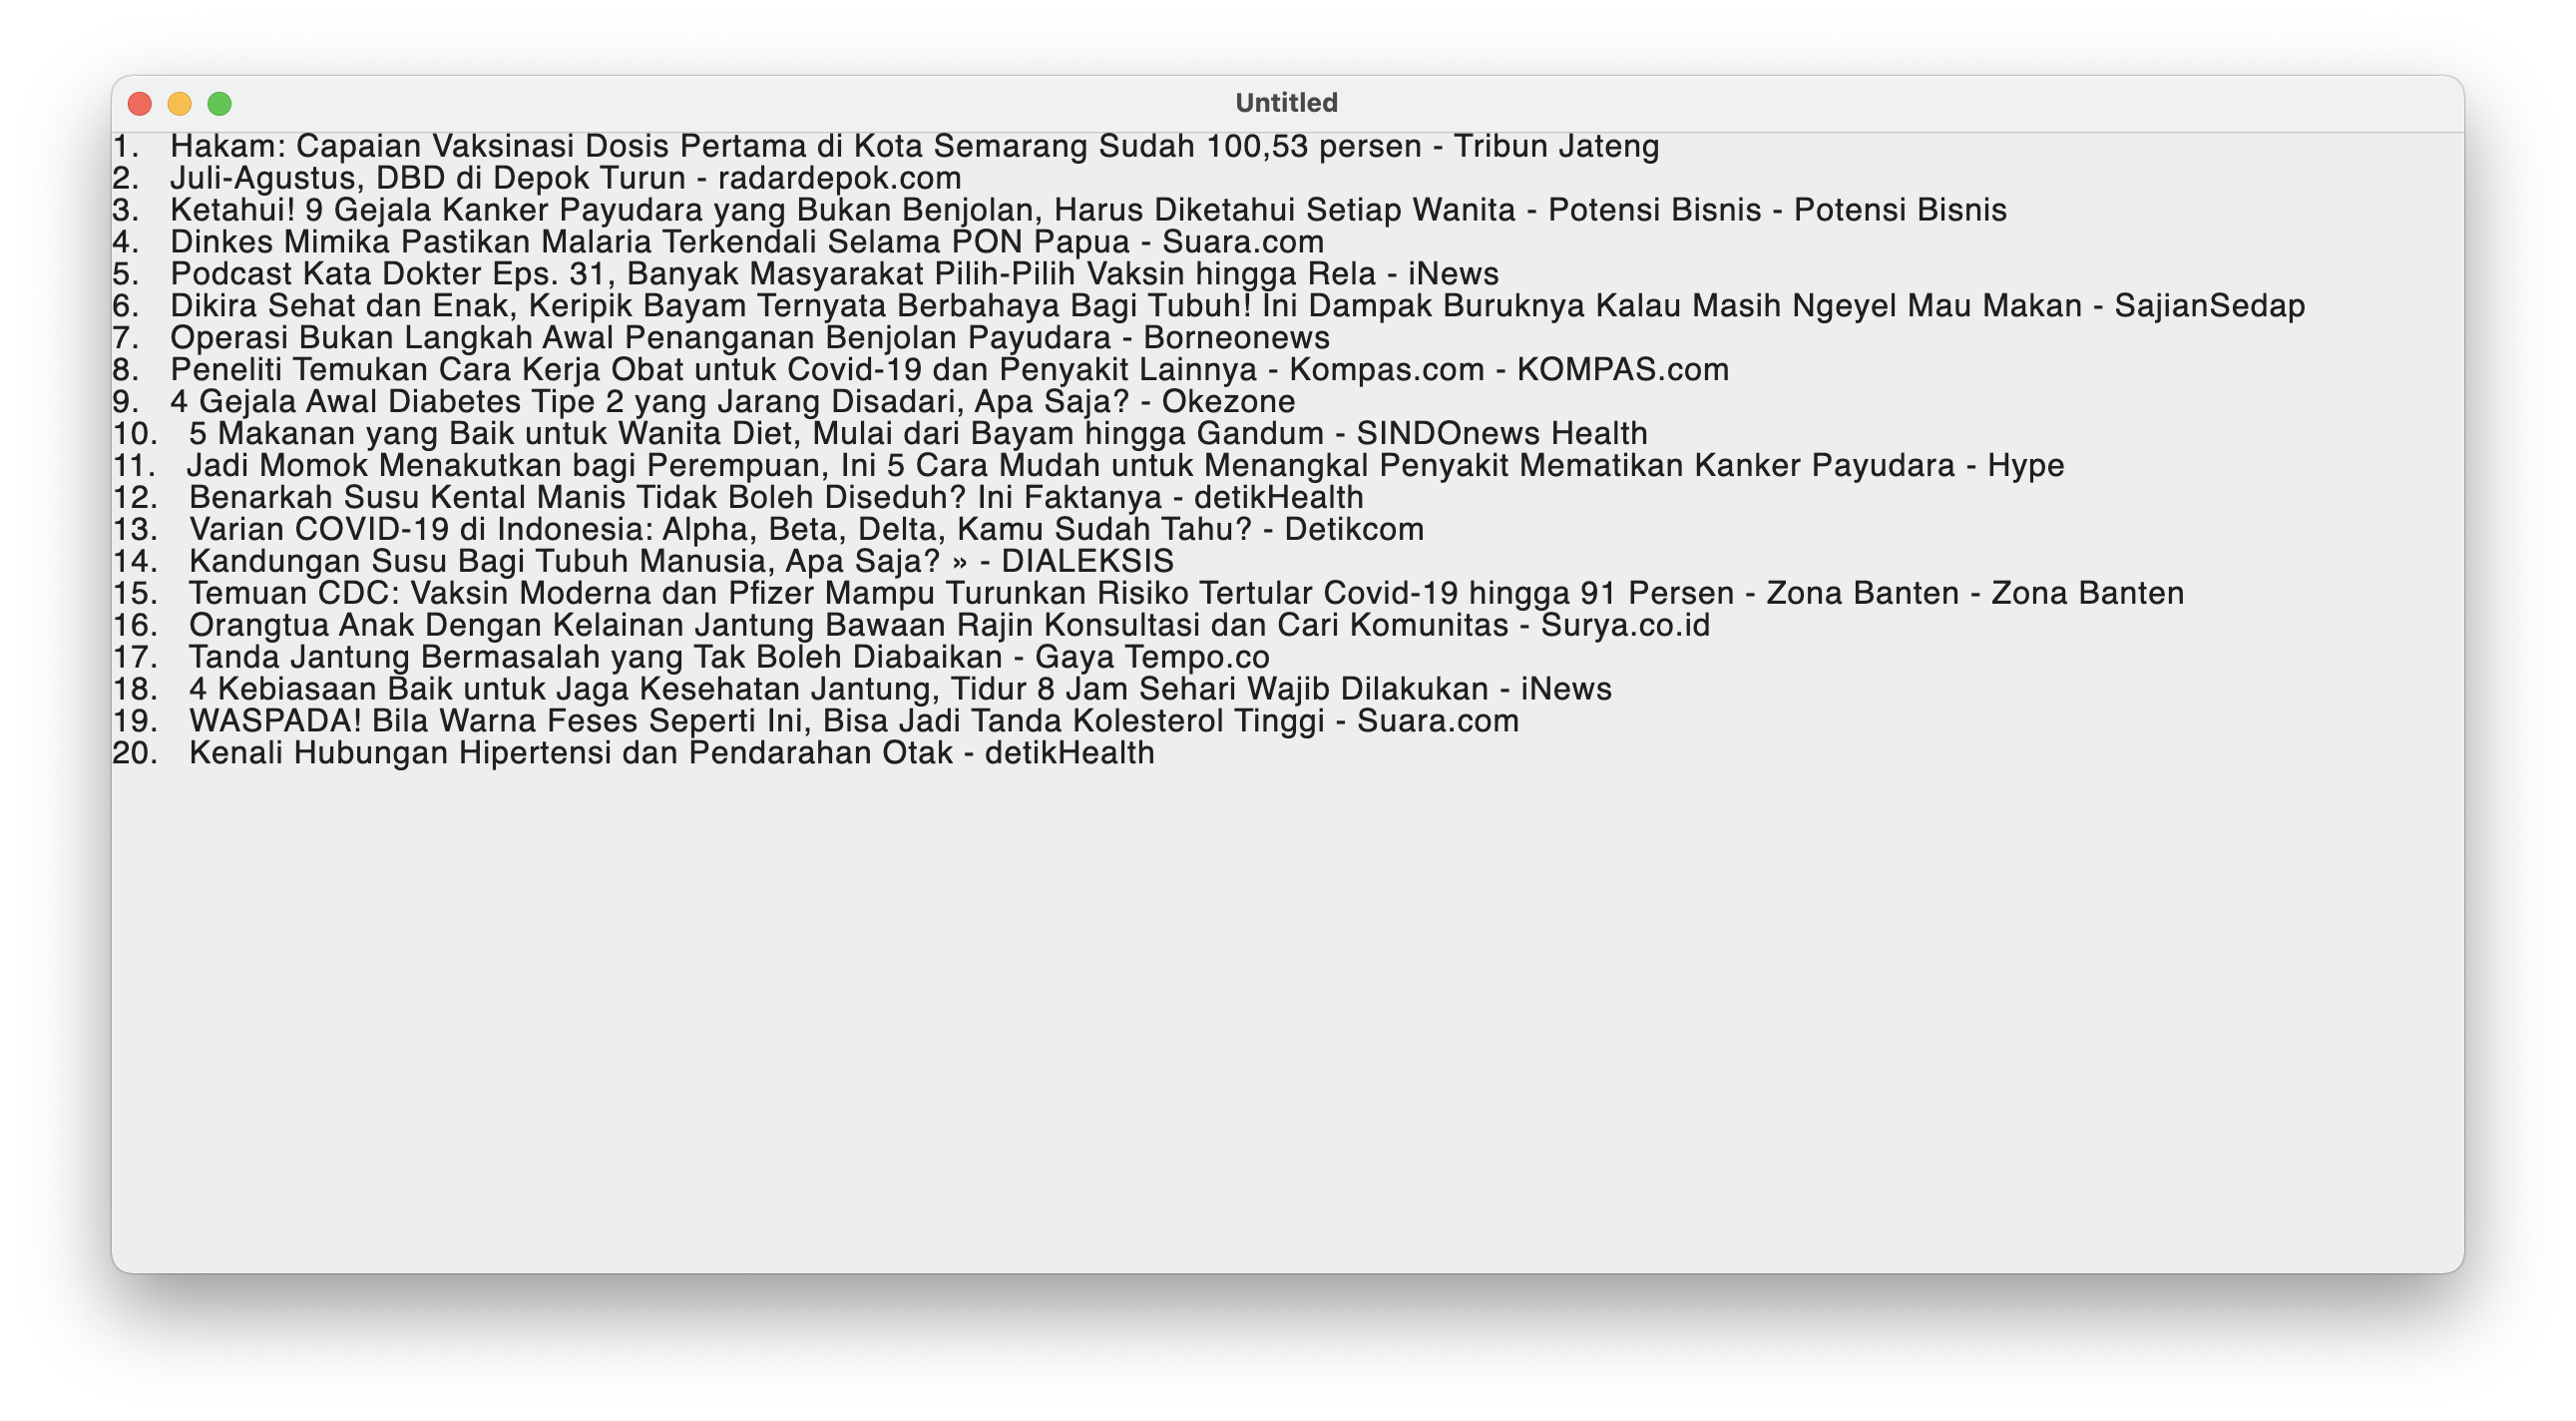 Untitled
1. Hakam: Capaian Vaksinasi Dosis Pertama di Kota Semarang Sudah 100,53 persen - Tribun Jateng
2. Juli-Agustus, DBD di Depok Turun - radardepok.com
3. Ketahui! 9 Gejala Kanker Payudara yang Bukan Benjolan, Harus Diketahui Setiap Wanita - Potensi Bisnis - Potensi Bisnis
4. Dinkes Mimika Pastikan Malaria Terkendali Selama PON Papua - Suara.com
5. Podcast Kata Dokter Eps. 31, Banyak Masyarakat Pilih-Pilih Vaksin hingga Rela - iNews
6. Dikira Sehat dan Enak, Keripik Bayam Ternyata Berbahaya Bagi Tubuh! Ini Dampak Buruknya Kalau Masih Ngeyel Mau Makan - SajianSedap
7. Operasi Bukan Langkah Awal Penanganan Benjolan Payudara - Borneonews
8. Peneliti Temukan Cara Kerja Obat untuk Covid-19 dan Penyakit Lainnya - Kompas.com - KOMPAS.com
9. 4 Gejala Awal Diabetes Tipe 2 yang Jarang Disadari, Apa Saja? - Okezone
10. 5 Makanan yang Baik untuk Wanita Diet, Mulai dari Bayam hingga Gandum - SINDOnews Health
11. Jadi Momok Menakutkan bagi Perempuan, Ini 5 Cara Mudah untuk Menangkal Penyakit Mematikan Kanker Payudara - Hype
12. Benarkah Susu Kental Manis Tidak Boleh Diseduh? Ini Faktanya - detikHealth
13. Varian COVID-19 di Indonesia: Alpha, Beta, Delta, Kamu Sudah Tahu? - Detikcom
14. Kandungan Susu Bagi Tubuh Manusia, Apa Saja? » - DIALEKSIS
15. Temuan CDC: Vaksin Moderna dan Pfizer Mampu Turunkan Risiko Tertular Covid-19 hingga 91 Persen - Zona Banten - Zona Banten
16. Orangtua Anak Dengan Kelainan Jantung Bawaan Rajin Konsultasi dan Cari Komunitas - Surya.co.id
17. Tanda Jantung Bermasalah yang Tak Boleh Diabaikan - Gaya Tempo.co
18. 4 Kebiasaan Baik untuk Jaga Kesehatan Jantung, Tidur 8 Jam Sehari Wajib Dilakukan - iNews
19. WASPADA! Bila Warna Feses Seperti Ini, Bisa Jadi Tanda Kolesterol Tinggi - Suara.com
20. Kenali Hubungan Hipertensi dan Pendarahan Otak - detikHealth